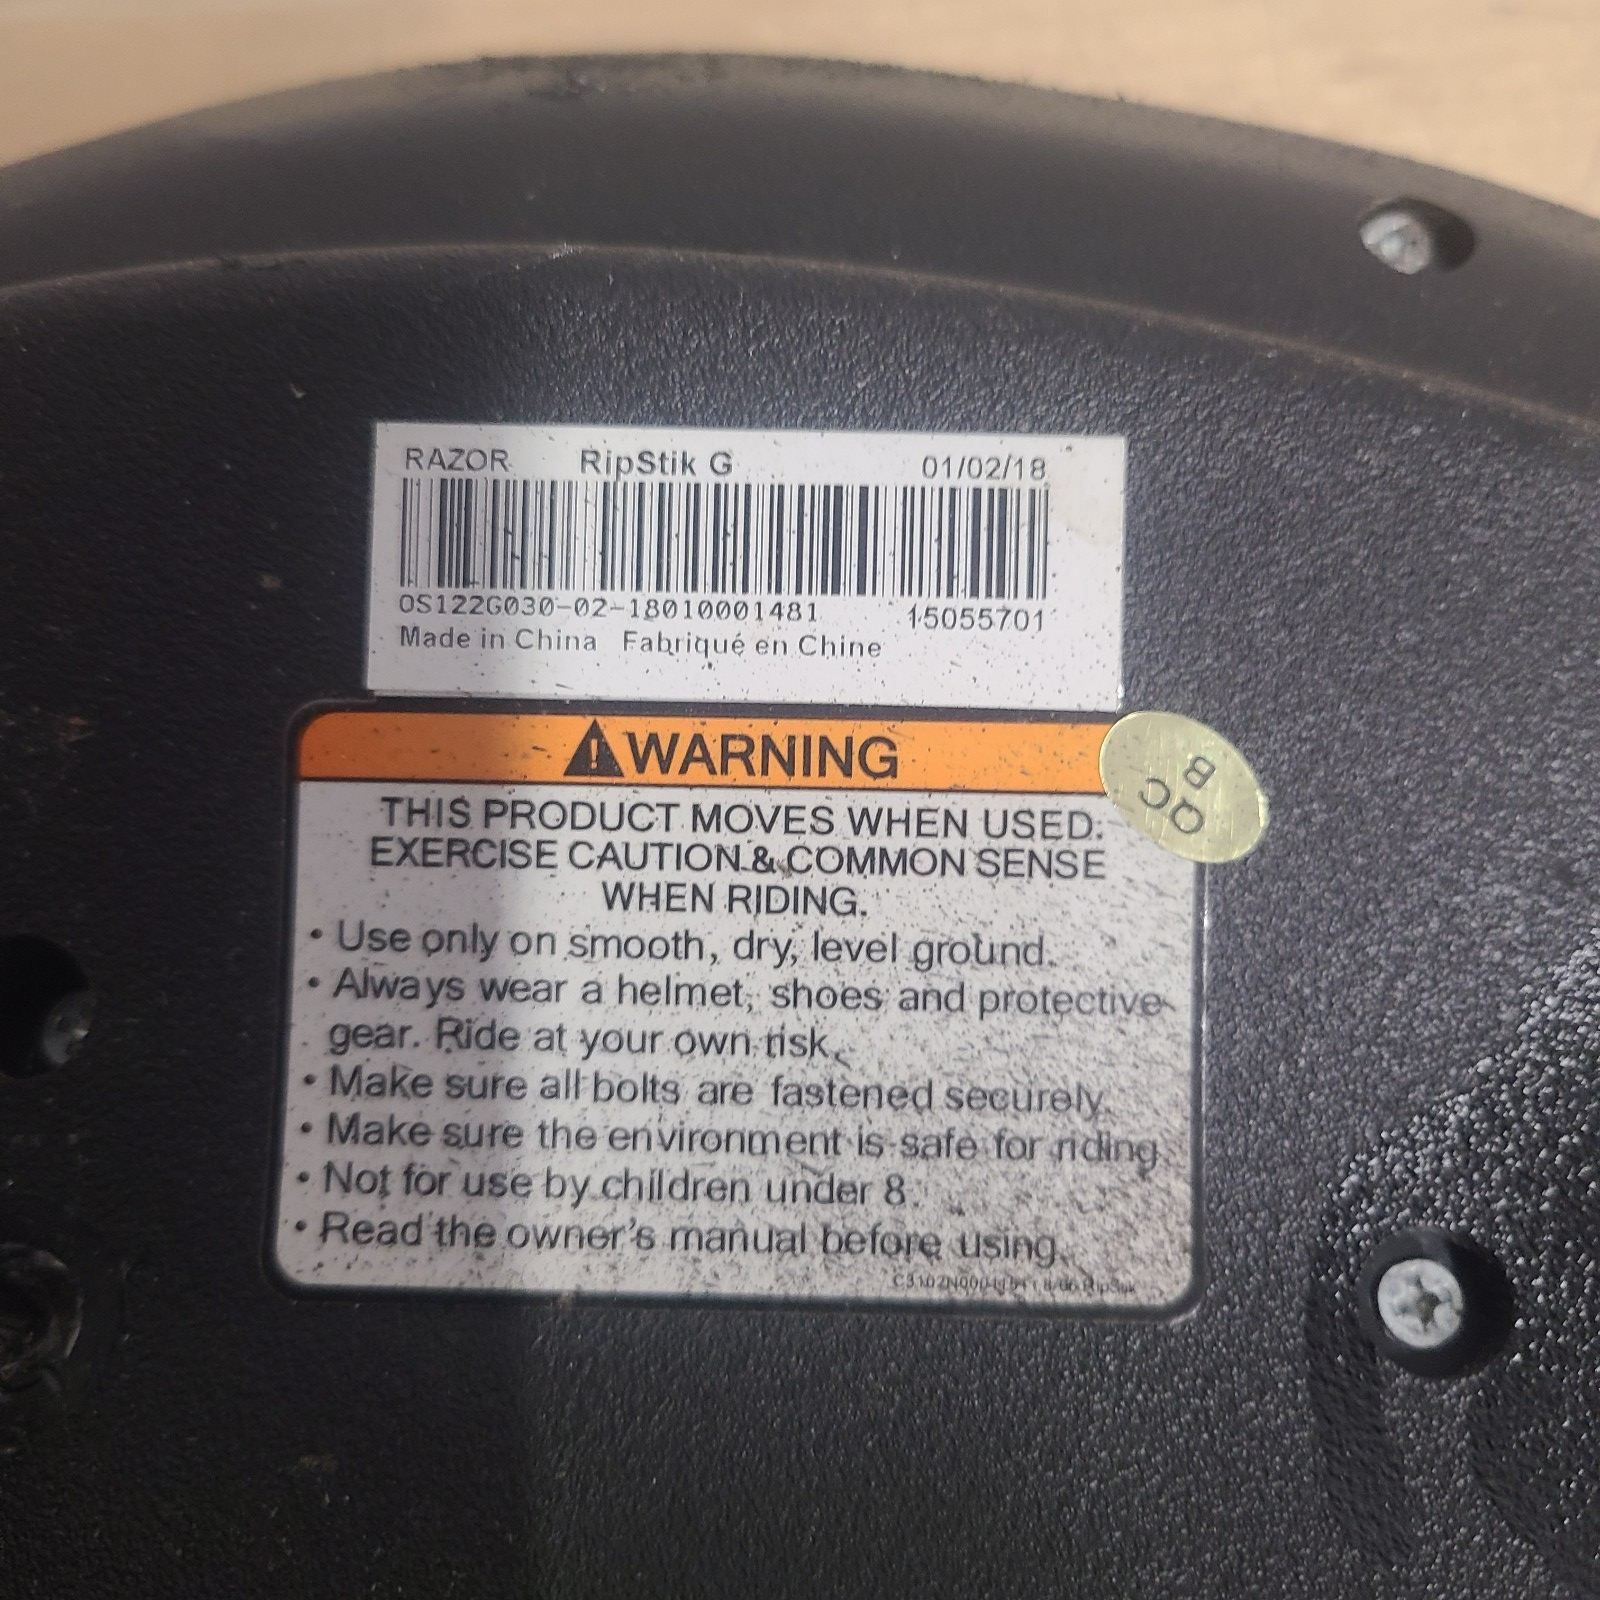 RAZOR RipStik G 01/02/18
OS122G030-02-18010001481 15055701
Made in China Fabriqué en Chine
WARNING
QC
B
THIS PRODUCT MOVES WHEN USED.
EXERCISE CAUTION & COMMON SENSE
WHEN RIDING.
• Use only on smooth, dry, level ground.
• Always wear a helmet, shoes and protective
gear. Ride at your own risk.
• Make sure all bolts are fastened securely.
• Make sure the environment is safe for riding.
• Not for use by children under 8.
• Read the owner's manual before using.